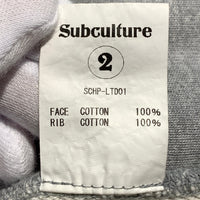 Subculture
2
SCHP-LTD01
FACE COTTON 100%
RIB COTTON 100%